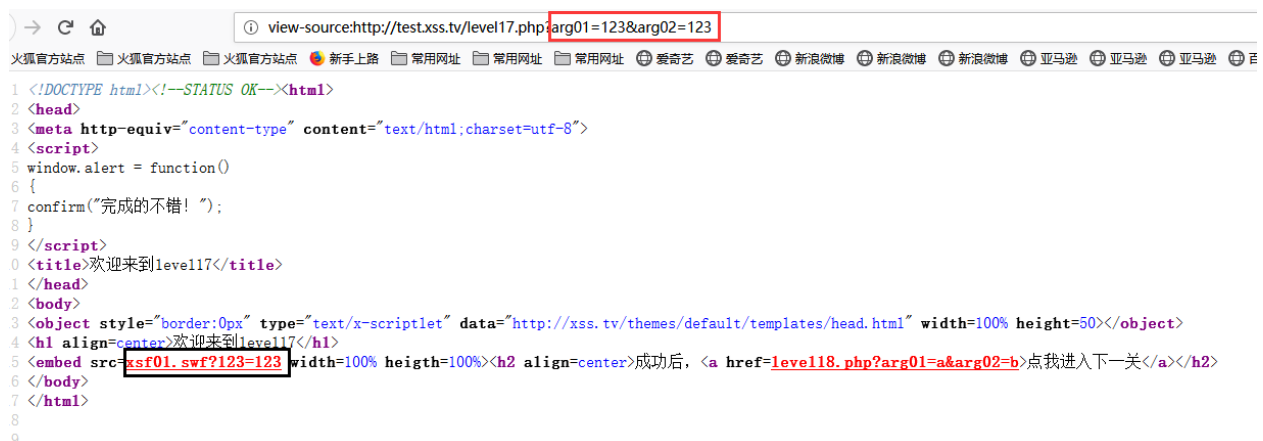 view-source:http://test.xss.tv/level17.php?arg01=123&arg02=123
火狐官方站点 火狐官方站点 火狐官方站点 新手上路 常用网址 常用网址 常用网址 爱奇艺 爱奇艺 新浪微博 新浪微博 新浪微博 亚马逊 亚马逊 亚马逊
1 <!DOCTYPE html><!--STATUS OK--><html>
2 <head>
3 <meta http-equiv="content-type" content="text/html;charset=utf-8">
4 <script>
5 window.alert = function()
6 {
7 confirm("完成的不错！");
8 }
9 </script>
0 <title>欢迎来到level17</title>
1 </head>
2 <body>
3 <object style="border:0px" type="text/x-scriptlet" data="http://xss.tv/themes/default/templates/head.html" width=100% height=50></object>
4 <h1 align=center>欢迎来到level17</h1>
5 <embed src=xsf01.swf?123=123 width=100% heigth=100%><h2 align=center>成功后，<a href=level18.php?arg01=a&arg02=b>点我进入下一关</a></h2>
6 </body>
7 </html>
8
9